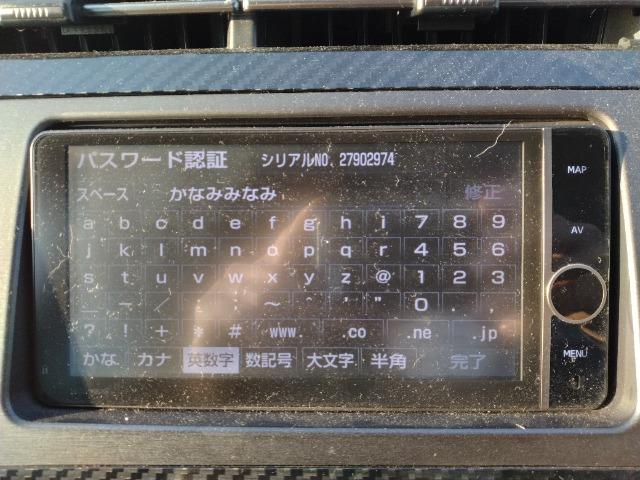 パスワード認証 シリアルNO. 27902974
スペース かなみみなみ 修正
a b c d e f g h i 7 8 9
j k l m n o p q r 4 5 6
s t u v w x y z @ 1 2 3
_ ~ / : ; ～ ^ ' " 0 . ,
? ! + * # www. .co .ne .jp
かな カナ 英数字 数記号 大文字 半角 完了
MAP
AV
MENU